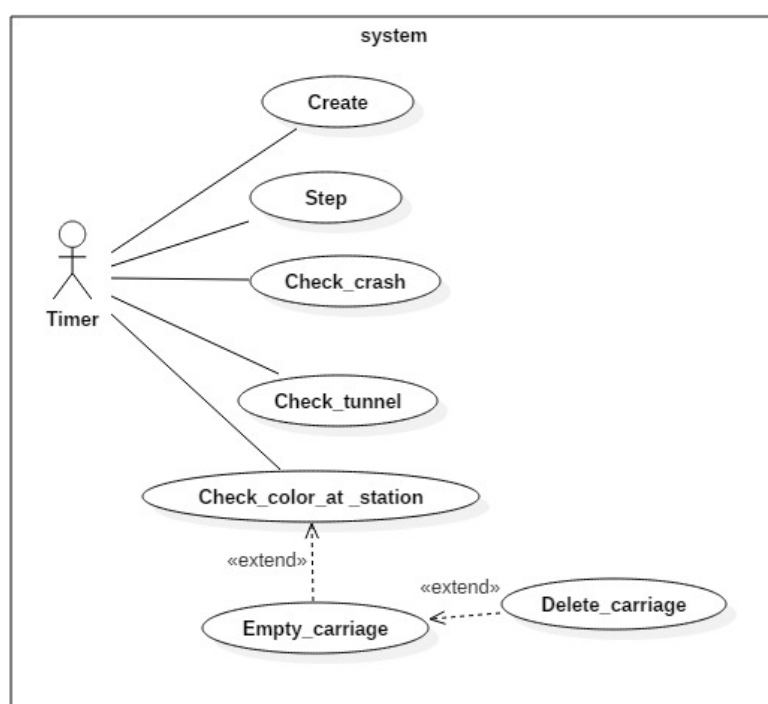 system
Create
Step
Check_crash
Timer
Check_tunnel
Check_color_at _station
«extend»
«extend»
Delete_carriage
Empty_carriage